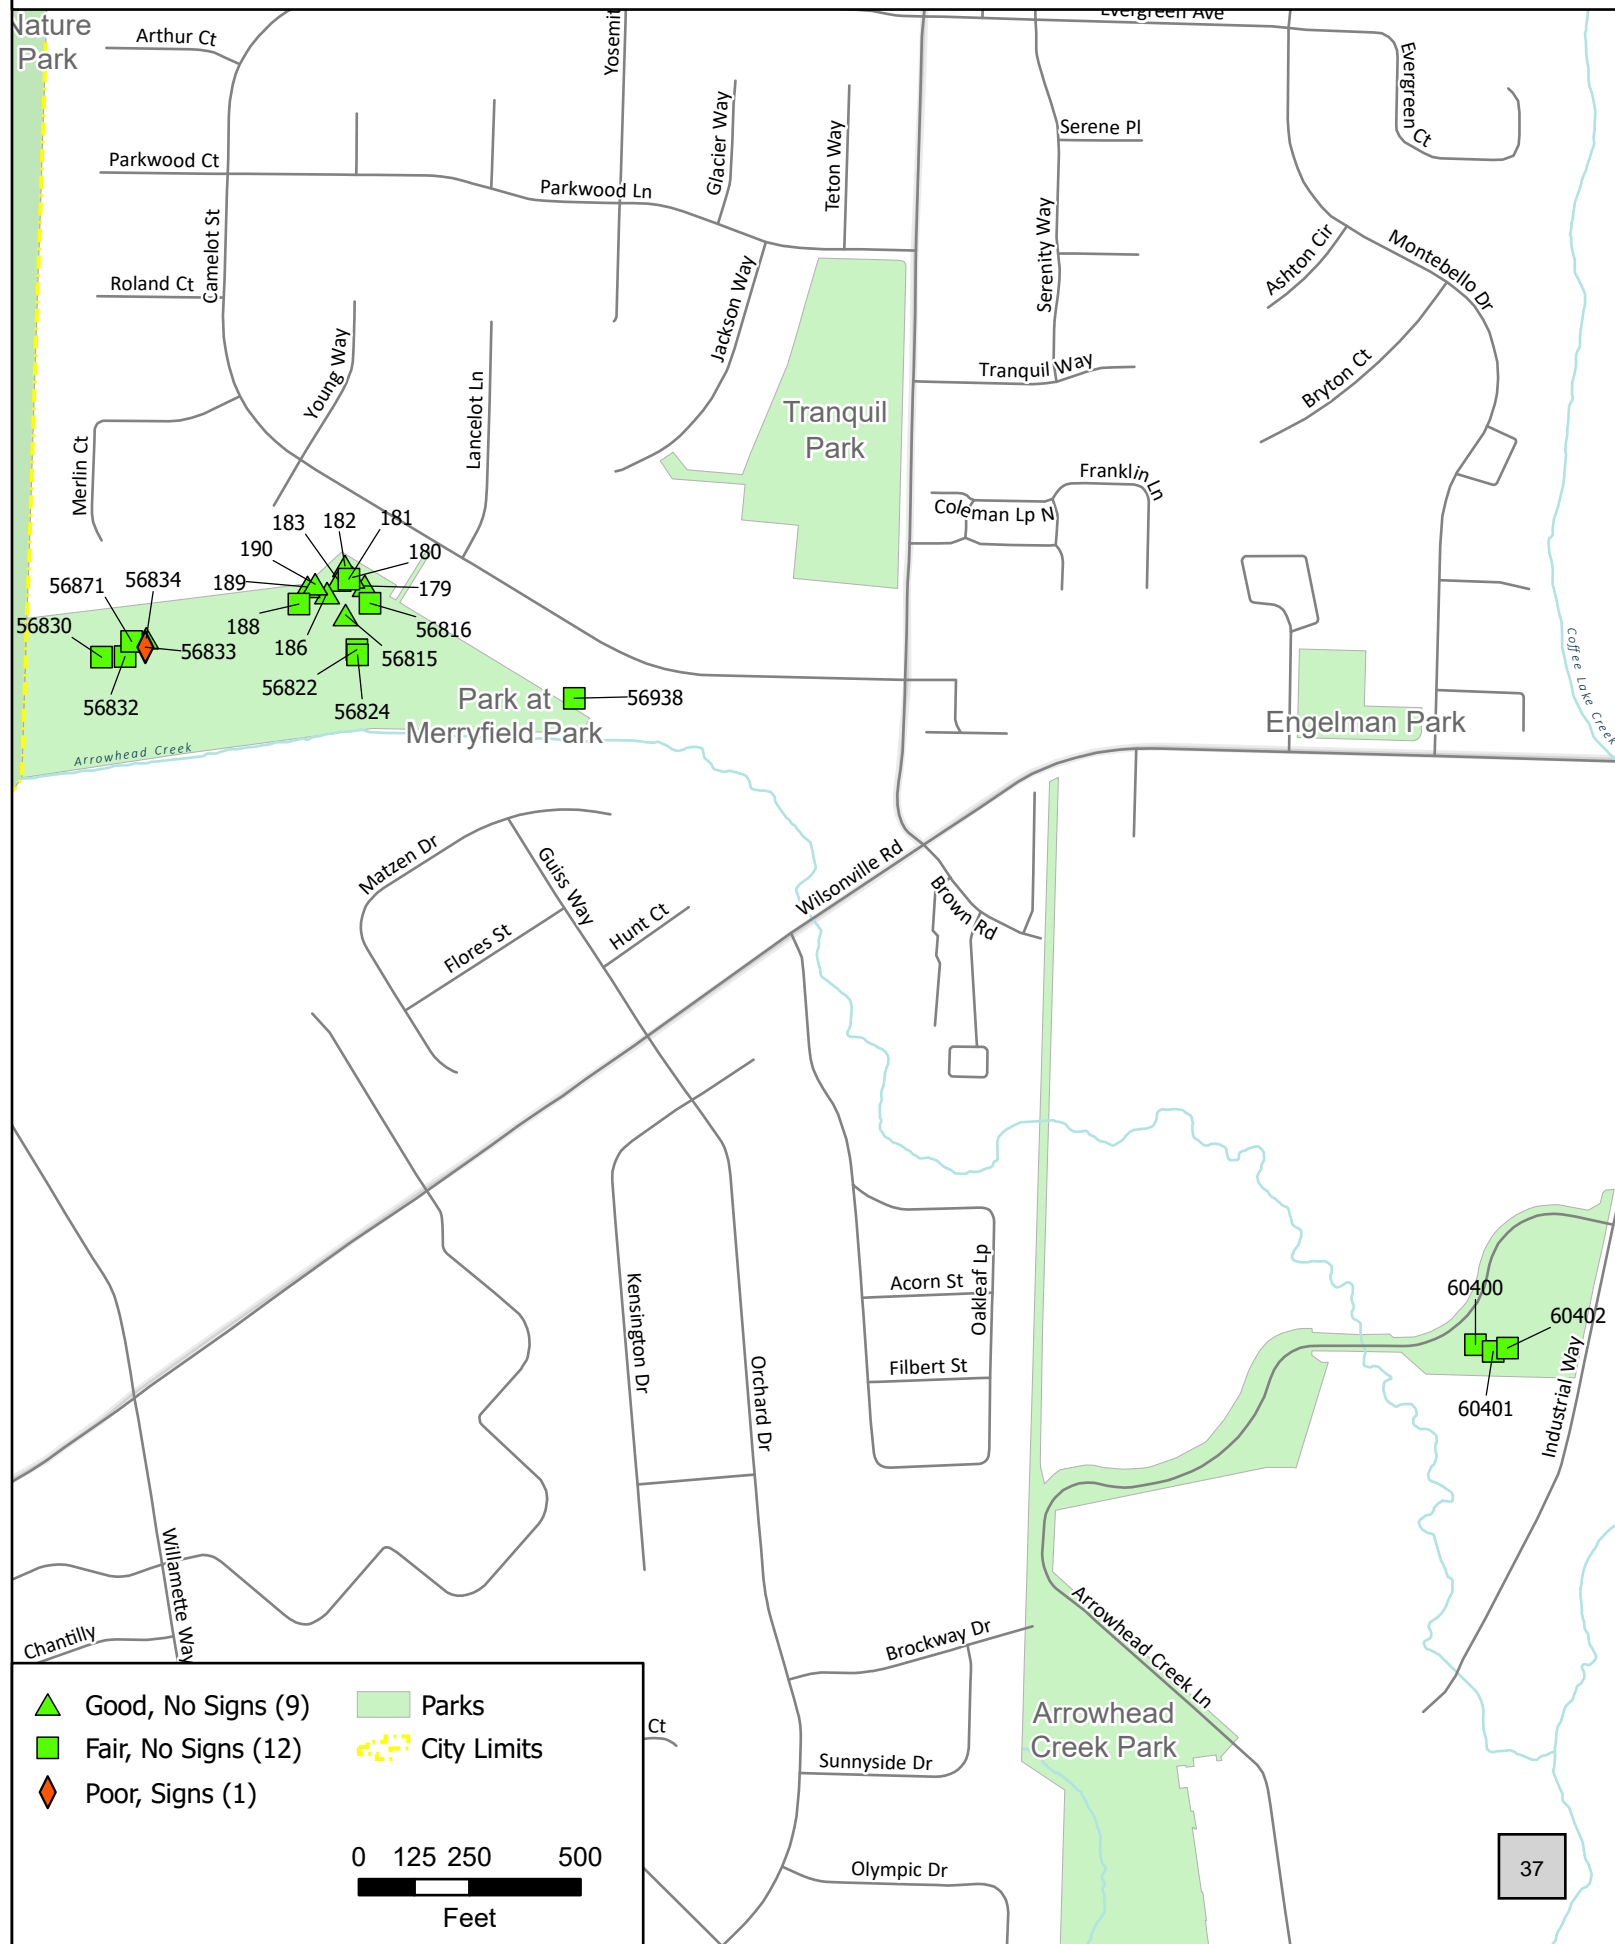 Evergreen Ave
Nature
Park
Arthur Ct
Yosemit
Evergreen Ct
Glacier Way
Teton Way
Serene Pl
Parkwood Ct
Parkwood Ln
Camelot St
Serenity Way
Ashton Cir
Montebello Dr
Roland Ct
Jackson Way
Young Way
Lancelot Ln
Tranquil Way
Bryton Ct
Tranquil
Park
Merlin Ct
Franklin Ln
Coleman Lp N
183
182
181
190
180
56871
56834
189
179
56830
188
56816
186
56833
56815
56822
56832
56824
56938
Park at
Merryfield Park
Engelman Park
Coffee Lake Creek
Arrowhead Creek
Matzen Dr
Guiss Way
Wilsonville Rd
Brown Rd
Flores St
Hunt Ct
Kensington Dr
Orchard Dr
Acorn St
Oakleaf Lp
Filbert St
60400
60402
60401
Industrial Way
Willamette Way
Chantilly
Brockway Dr
Arrowhead Creek Ln
Arrowhead
Creek Park
Ct
Sunnyside Dr
Olympic Dr
Good, No Signs (9)
Parks
Fair, No Signs (12)
City Limits
Poor, Signs (1)
0 125 250 500
Feet
37